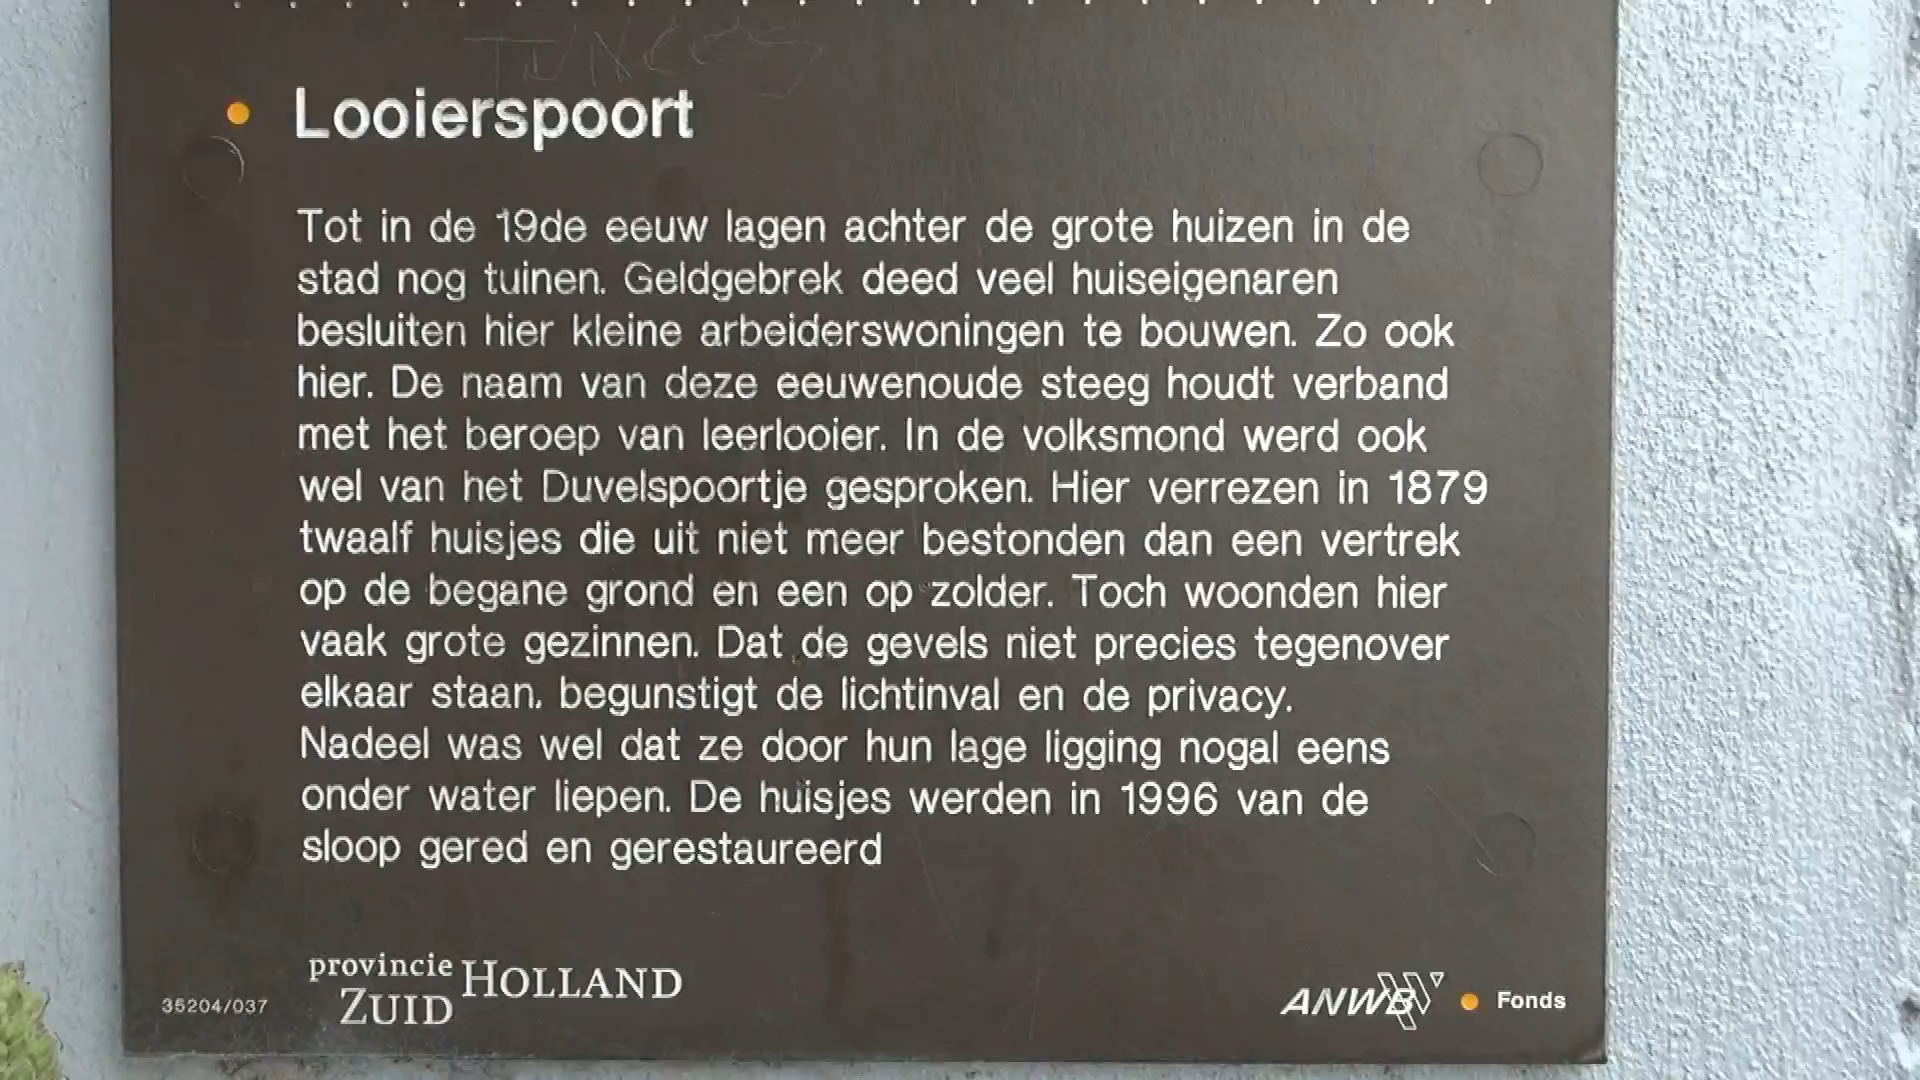 Looierspoort
Tot in de 19de eeuw lagen achter de grote huizen in de
stad nog tuinen. Geldgebrek deed veel huiseigenaren
besluiten hier kleine arbeiderswoningen te bouwen. Zo ook
hier. De naam van deze eeuwenoude steeg houdt verband
met het beroep van leerlooier. In de volksmond werd ook
wel van het Duvelspoortje gesproken. Hier verrezen in 1879
twaalf huisjes die uit niet meer bestonden dan een vertrek
op de begane grond en een op zolder. Toch woonden hier
vaak grote gezinnen. Dat de gevels niet precies tegenover
elkaar staan, begunstigt de lichtinval en de privacy.
Nadeel was wel dat ze door hun lage ligging nogal eens
onder water liepen. De huisjes werden in 1996 van de
sloop gered en gerestaureerd
35204/037
provincie HOLLAND
ZUID
ANWB Fonds